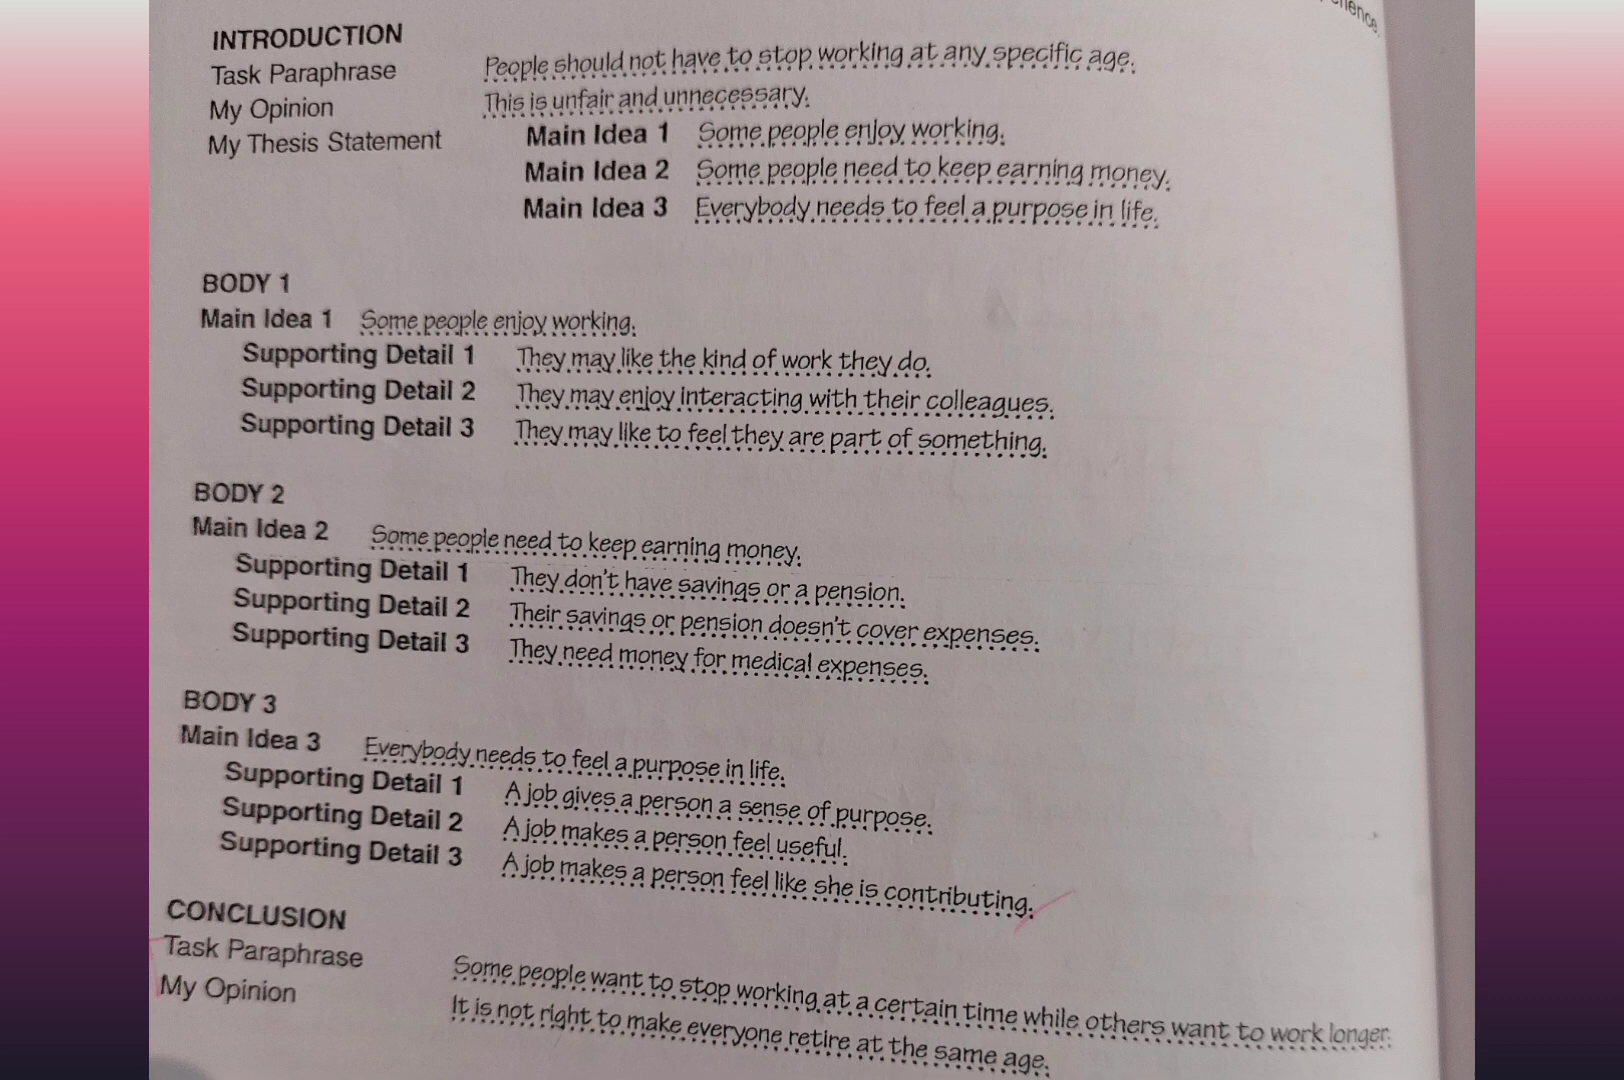 INTRODUCTION
Task Paraphrase People should not have to stop working at any specific age.
My Opinion This is unfair and unnecessary.
My Thesis Statement
Main Idea 1 Some people enjoy working.
Main Idea 2 Some people need to keep earning money.
Main Idea 3 Everybody needs to feel a purpose in life.
BODY 1
Main Idea 1 Some people enjoy working.
Supporting Detail 1 They may like the kind of work they do.
Supporting Detail 2 They may enjoy interacting with their colleagues.
Supporting Detail 3 They may like to feel they are part of something.
BODY 2
Main Idea 2 Some people need to keep earning money.
Supporting Detail 1 They don't have savings or a pension.
Supporting Detail 2 Their savings or pension doesn't cover expenses.
Supporting Detail 3 They need money for medical expenses.
BODY 3
Main Idea 3 Everybody needs to feel a purpose in life.
Supporting Detail 1 A job gives a person a sense of purpose.
Supporting Detail 2 A job makes a person feel useful.
Supporting Detail 3 A job makes a person feel like she is contributing.
CONCLUSION
Task Paraphrase Some people want to stop working at a certain time while others want to work longer.
My Opinion It is not right to make everyone retire at the same age.